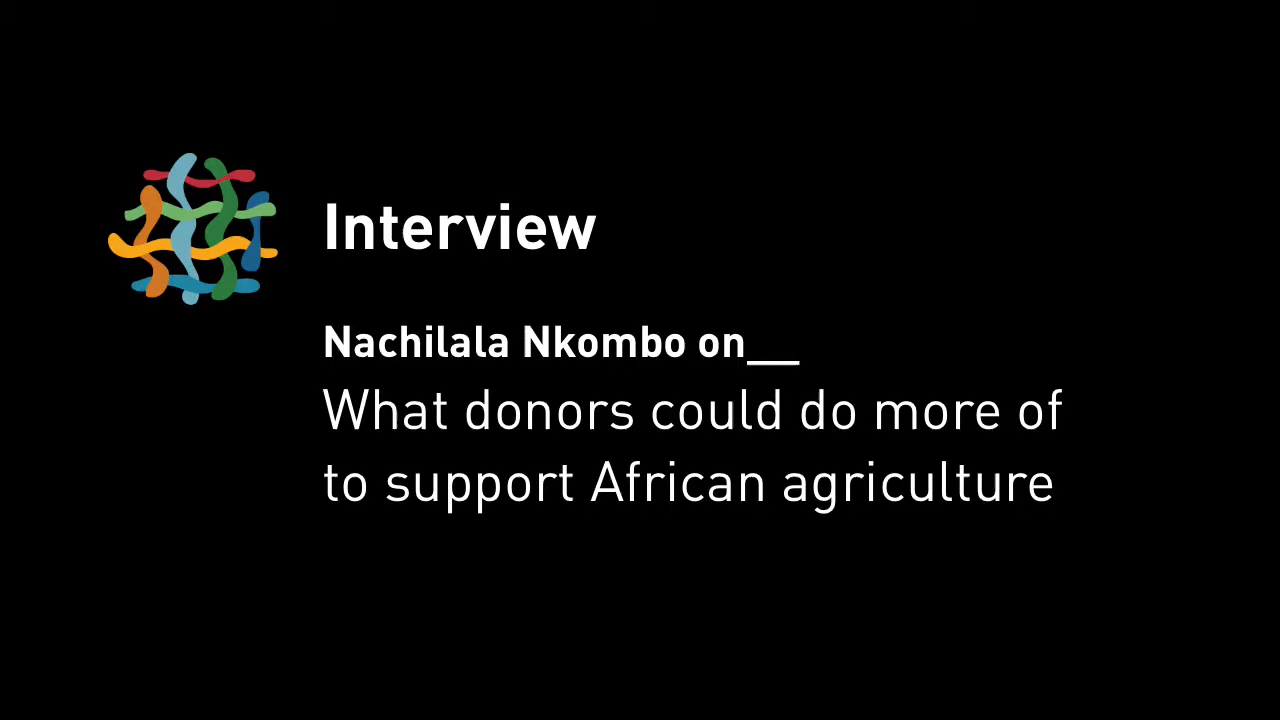 Interview
Nachilala Nkombo on__
What donors could do more of
to support African agriculture